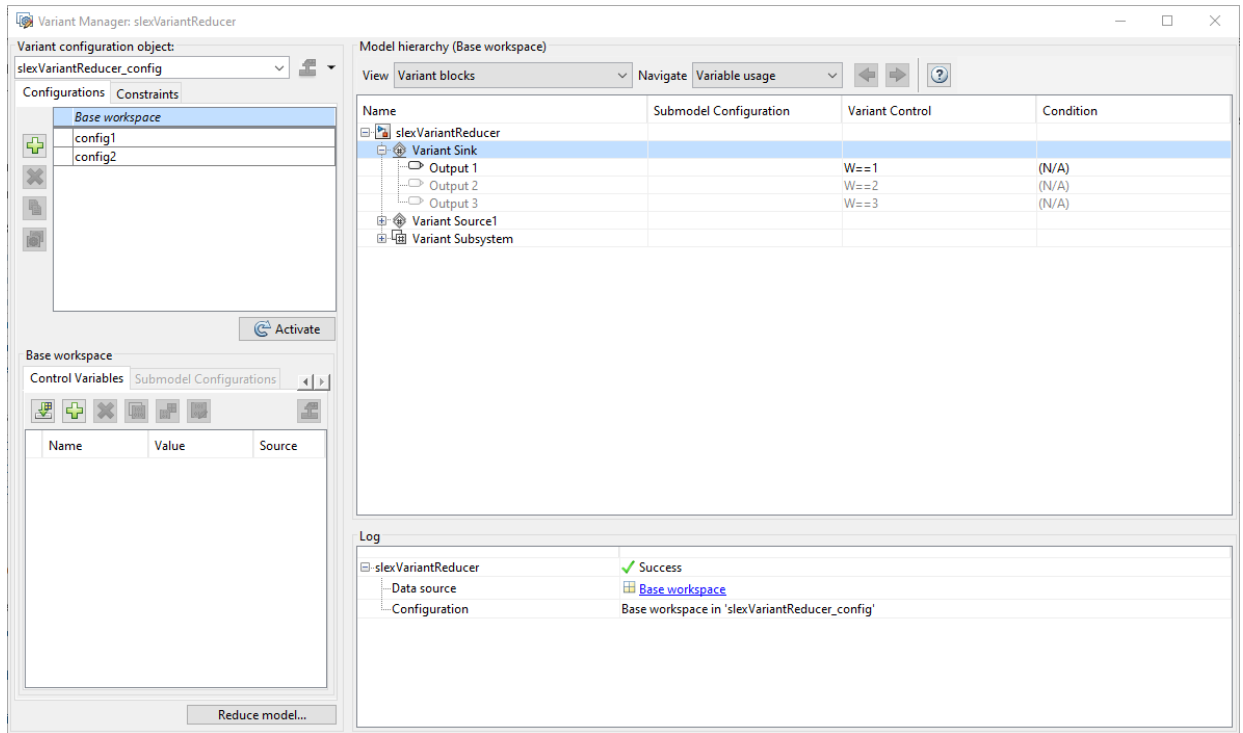 Variant Manager: slexVariantReducer
Variant configuration object:
slexVariantReducer_config
Configurations Constraints
Base workspace
config1
config2
Activate
Base workspace
Control Variables Submodel Configurations
Name Value Source
Reduce model...
Model hierarchy (Base workspace)
View Variant blocks Navigate Variable usage
Name Submodel Configuration Variant Control Condition
slexVariantReducer
Variant Sink
Output 1 W==1 (N/A)
Output 2 W==2 (N/A)
Output 3 W==3 (N/A)
Variant Source1
Variant Subsystem
Log
slexVariantReducer Success
Data source Base workspace
Configuration Base workspace in 'slexVariantReducer_config'